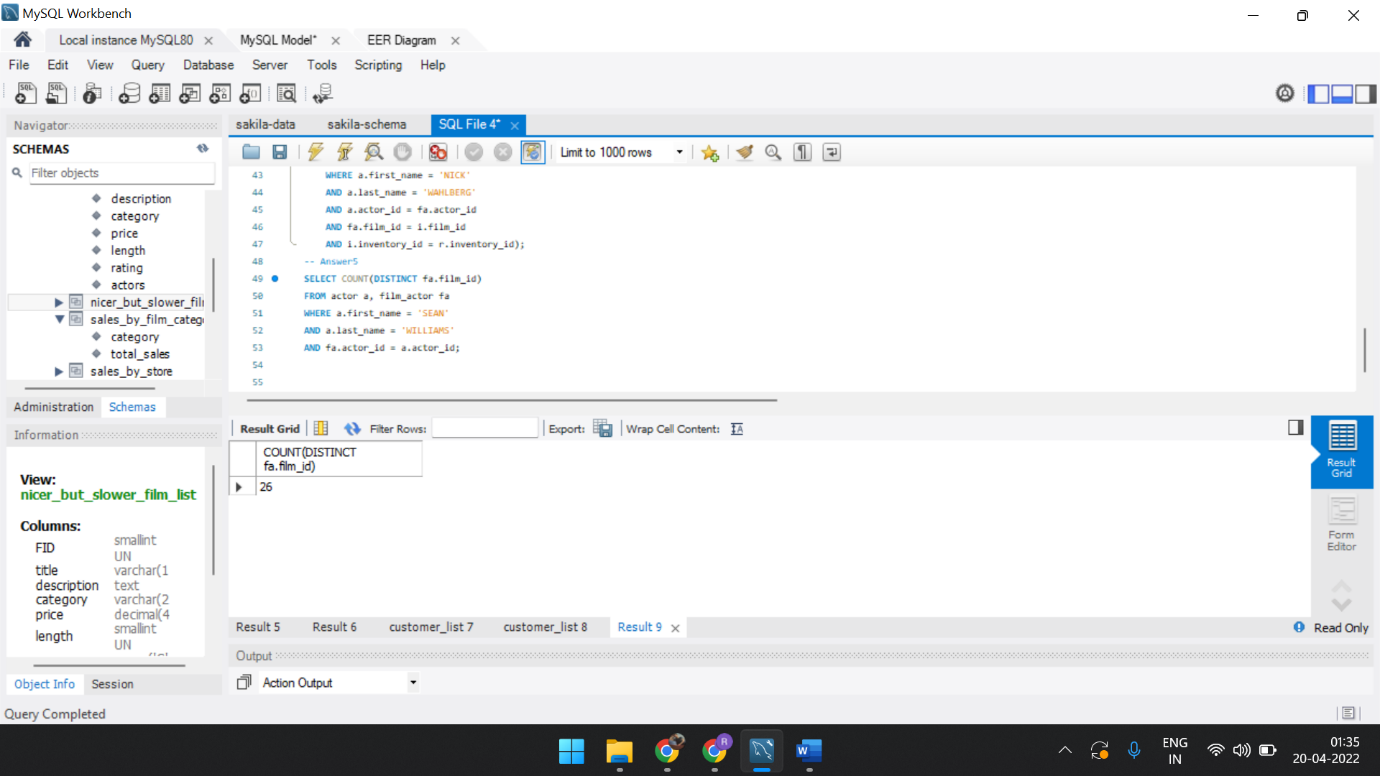 MySQL Workbench
Local instance MySQL80
MySQL Model*
EER Diagram
File Edit View Query Database Server Tools Scripting Help
Navigator
SCHEMAS
Filter objects
description
category
price
length
rating
actors
nicer_but_slower_fil
sales_by_film_categ
category
total_sales
sales_by_store
Administration Schemas
Information
View:
nicer_but_slower_film_list
Columns:
FID smallint UN
title varchar(1
description text
category varchar(2
price decimal(4
length smallint UN
Object Info Session
Query Completed
sakila-data sakila-schema SQL File 4*
Limit to 1000 rows
43 WHERE a.first_name = 'NICK'
44 AND a.last_name = 'WAHLBERG'
45 AND a.actor_id = fa.actor_id
46 AND fa.film_id = i.film_id
47 AND i.inventory_id = r.inventory_id);
48 -- Answer5
49 SELECT COUNT(DISTINCT fa.film_id)
50 FROM actor a, film_actor fa
51 WHERE a.first_name = 'SEAN'
52 AND a.last_name = 'WILLIAMS'
53 AND fa.actor_id = a.actor_id;
54
55
Result Grid Filter Rows: Export: Wrap Cell Content:
COUNT(DISTINCT
fa.film_id)
26
Result
Grid
Form
Editor
Result 5 Result 6 customer_list 7 customer_list 8 Result 9
Read Only
Output
Action Output
ENG
IN
01:35
20-04-2022